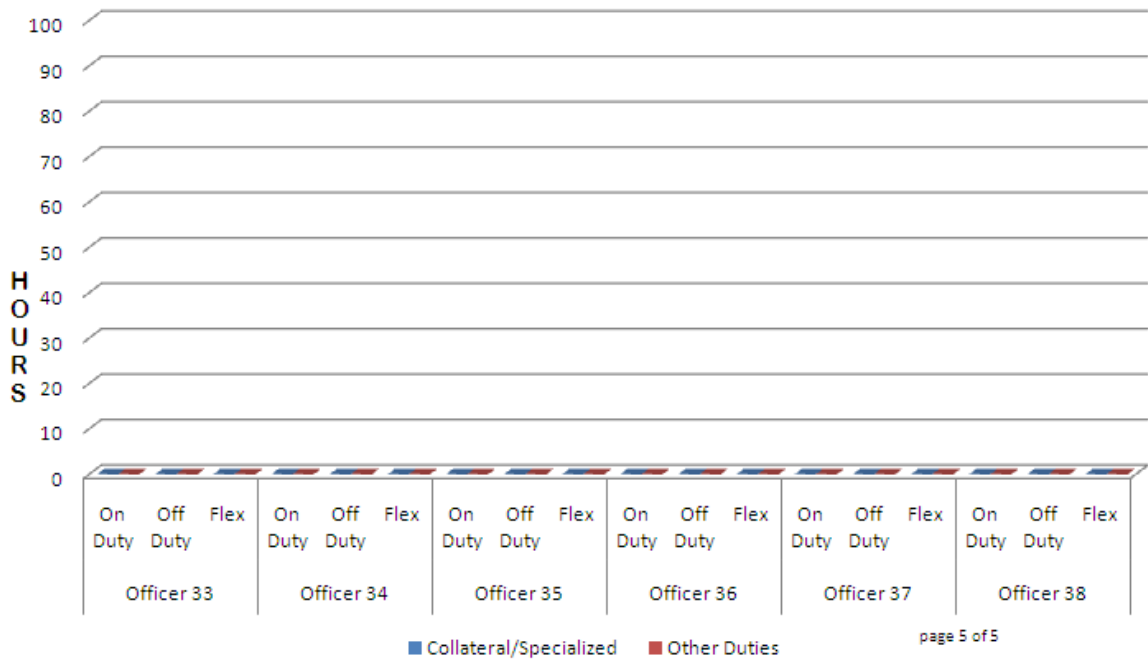 100
90
80
70
60
50
40
30
20
10
0
HOURS
On Duty Off Duty Flex On Duty Off Duty Flex On Duty Off Duty Flex On Duty Off Duty Flex On Duty Off Duty Flex On Duty Off Duty Flex
Officer 33 Officer 34 Officer 35 Officer 36 Officer 37 Officer 38
page 5 of 5
Collateral/Specialized Other Duties